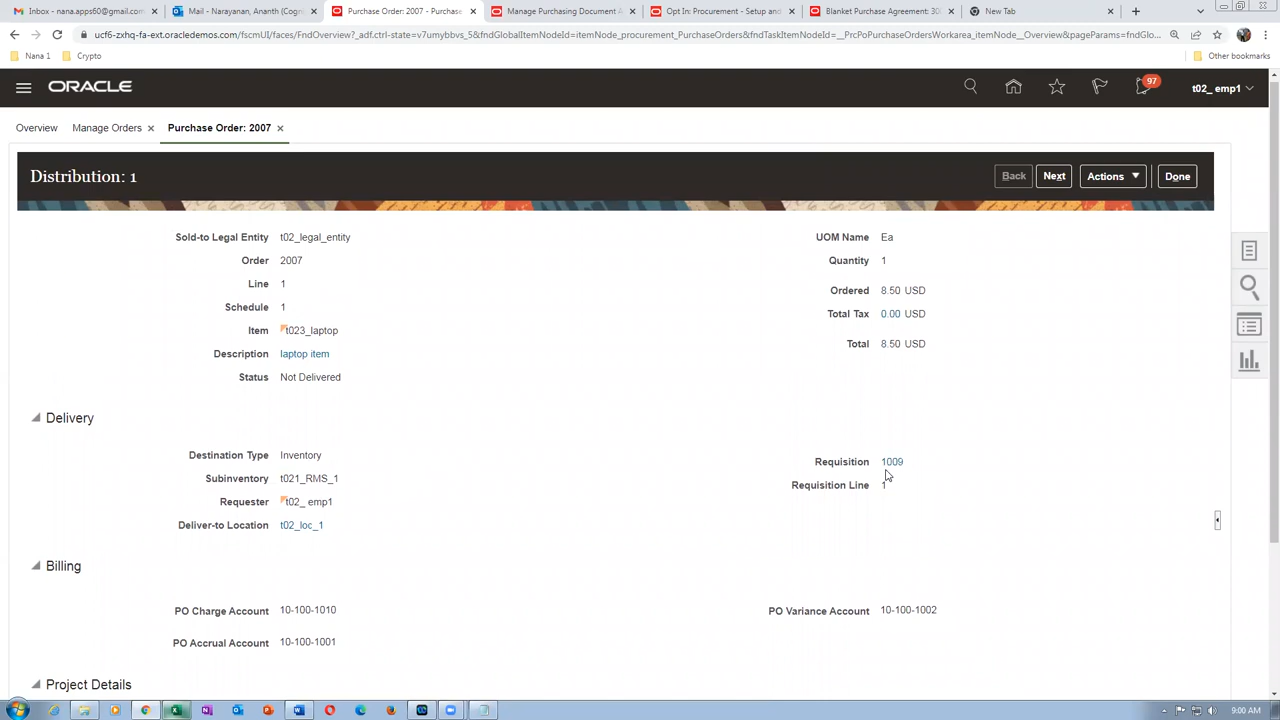 Inbox - nana.apps60@gmail.com
Mail - Narayanan, Ananth (Cogni
Purchase Order: 2007 - Purchase
Manage Purchasing Document A
Opt In: Procurement - Setup and
Blanket Purchase Agreement: 300
New Tab
ucf6-zxhq-fa-ext.oracledemos.com/fscmUI/faces/FndOverview?_adf.ctrl-state=v7umybbvs_5&fndGlobalItemNodeId=itemNode_procurement_PurchaseOrders&fndTaskItemNodeId=__PrcPoPurchaseOrdersWorkarea_itemNode__Overview&pageParams=fndGlo...
Nana 1
Crypto
Other bookmarks
ORACLE
97
t02_ emp1
Overview
Manage Orders
Purchase Order: 2007
Distribution: 1
Back
Next
Actions
Done
Sold-to Legal Entity t02_legal_entity
UOM Name Ea
Order 2007
Quantity 1
Line 1
Ordered 8.50 USD
Schedule 1
Total Tax 0.00 USD
Item t023_laptop
Total 8.50 USD
Description laptop item
Status Not Delivered
Delivery
Destination Type Inventory
Requisition 1009
Subinventory t021_RMS_1
Requisition Line 1
Requester t02_ emp1
Deliver-to Location t02_loc_1
Billing
PO Charge Account 10-100-1010
PO Variance Account 10-100-1002
PO Accrual Account 10-100-1001
Project Details
9:00 AM